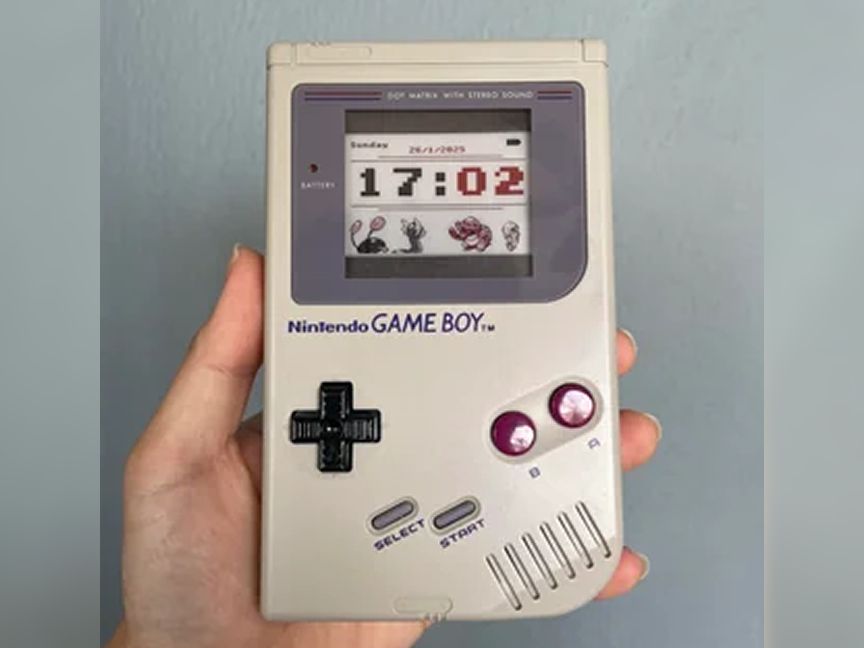 DOT MATRIX WITH STEREO SOUND
Sunday
26/1/2025
17:02
BATTERY
Nintendo GAME BOY™
B
A
SELECT
START